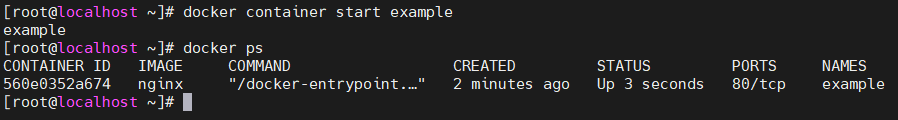 [root@localhost ~]# docker container start example
example
[root@localhost ~]# docker ps
CONTAINER ID   IMAGE     COMMAND                  CREATED         STATUS         PORTS     NAMES
560e0352a674   nginx     "/docker-entrypoint.…"   2 minutes ago   Up 3 seconds   80/tcp    example
[root@localhost ~]#